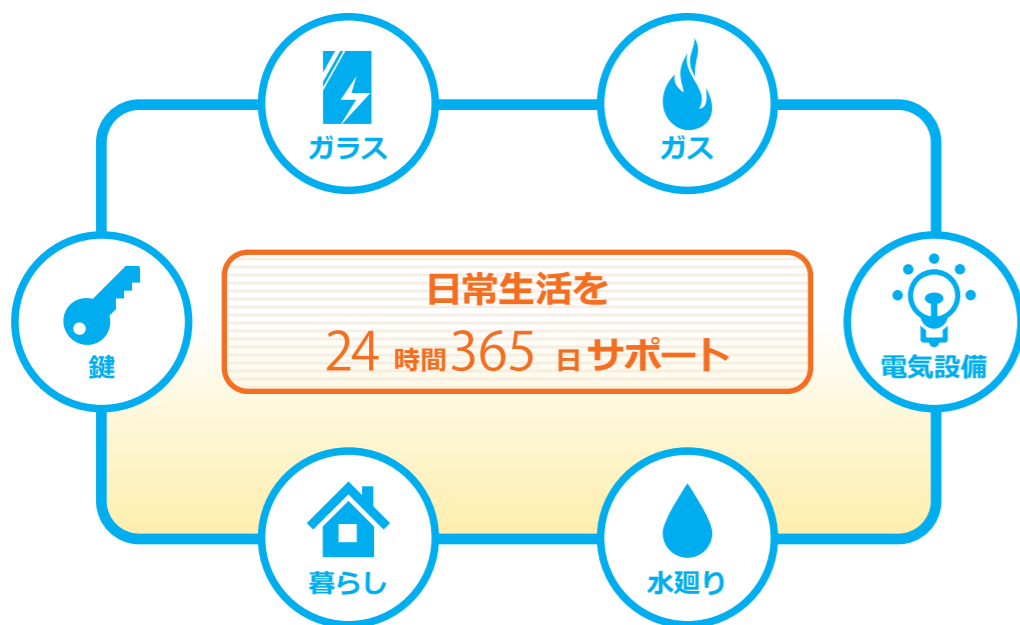 ガラス
ガス
鍵
日常生活を
24時間365日サポート
電気設備
暮らし
水廻り